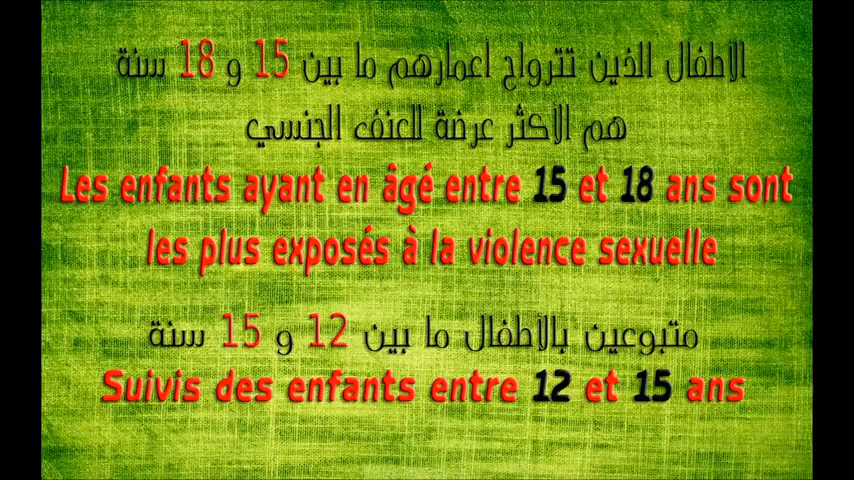 الأطفال الذين تترواح أعمارهم ما بين 15 و 18 سنة
هم الأكثر عرضة للعنف الجنسي
Les enfants ayant en âgé entre 15 et 18 ans sont
les plus exposés à la violence sexuelle
متبوعين بالأطفال ما بين 12 و 15 سنة
Suivis des enfants entre 12 et 15 ans